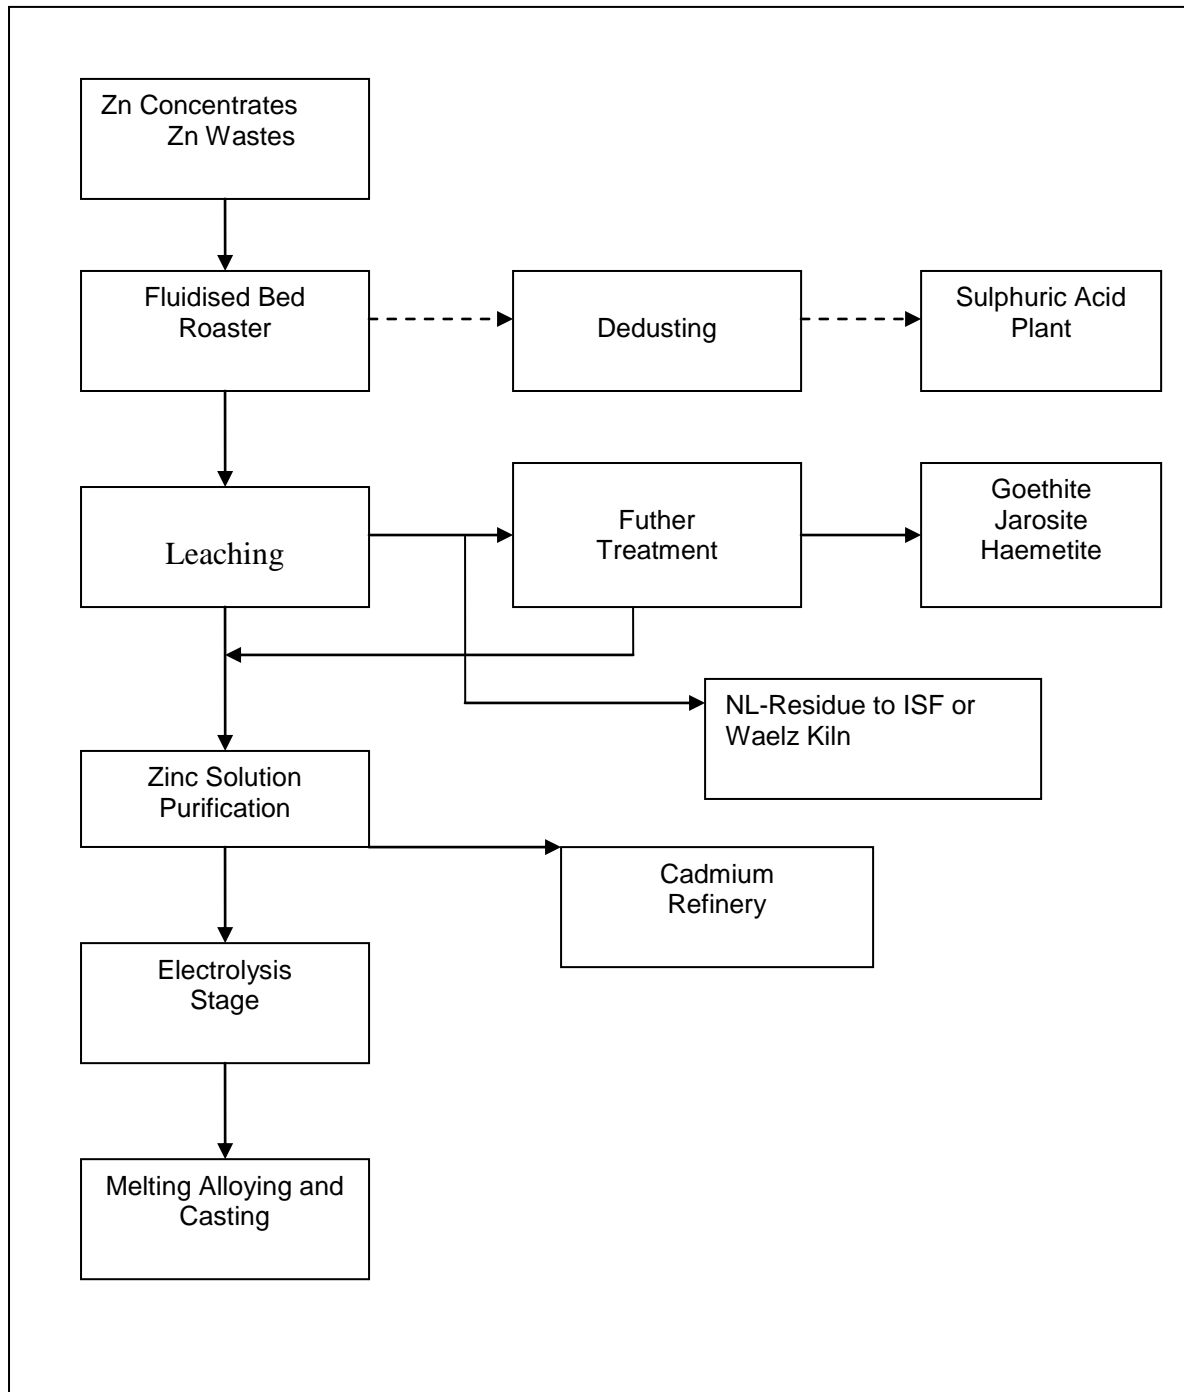 Zn Concentrates
Zn Wastes
Fluidised Bed
Roaster
Dedusting
Sulphuric Acid
Plant
Leaching
Futher
Treatment
Goethite
Jarosite
Haemetite
NL-Residue to ISF or
Waelz Kiln
Zinc Solution
Purification
Cadmium
Refinery
Electrolysis
Stage
Melting Alloying and
Casting